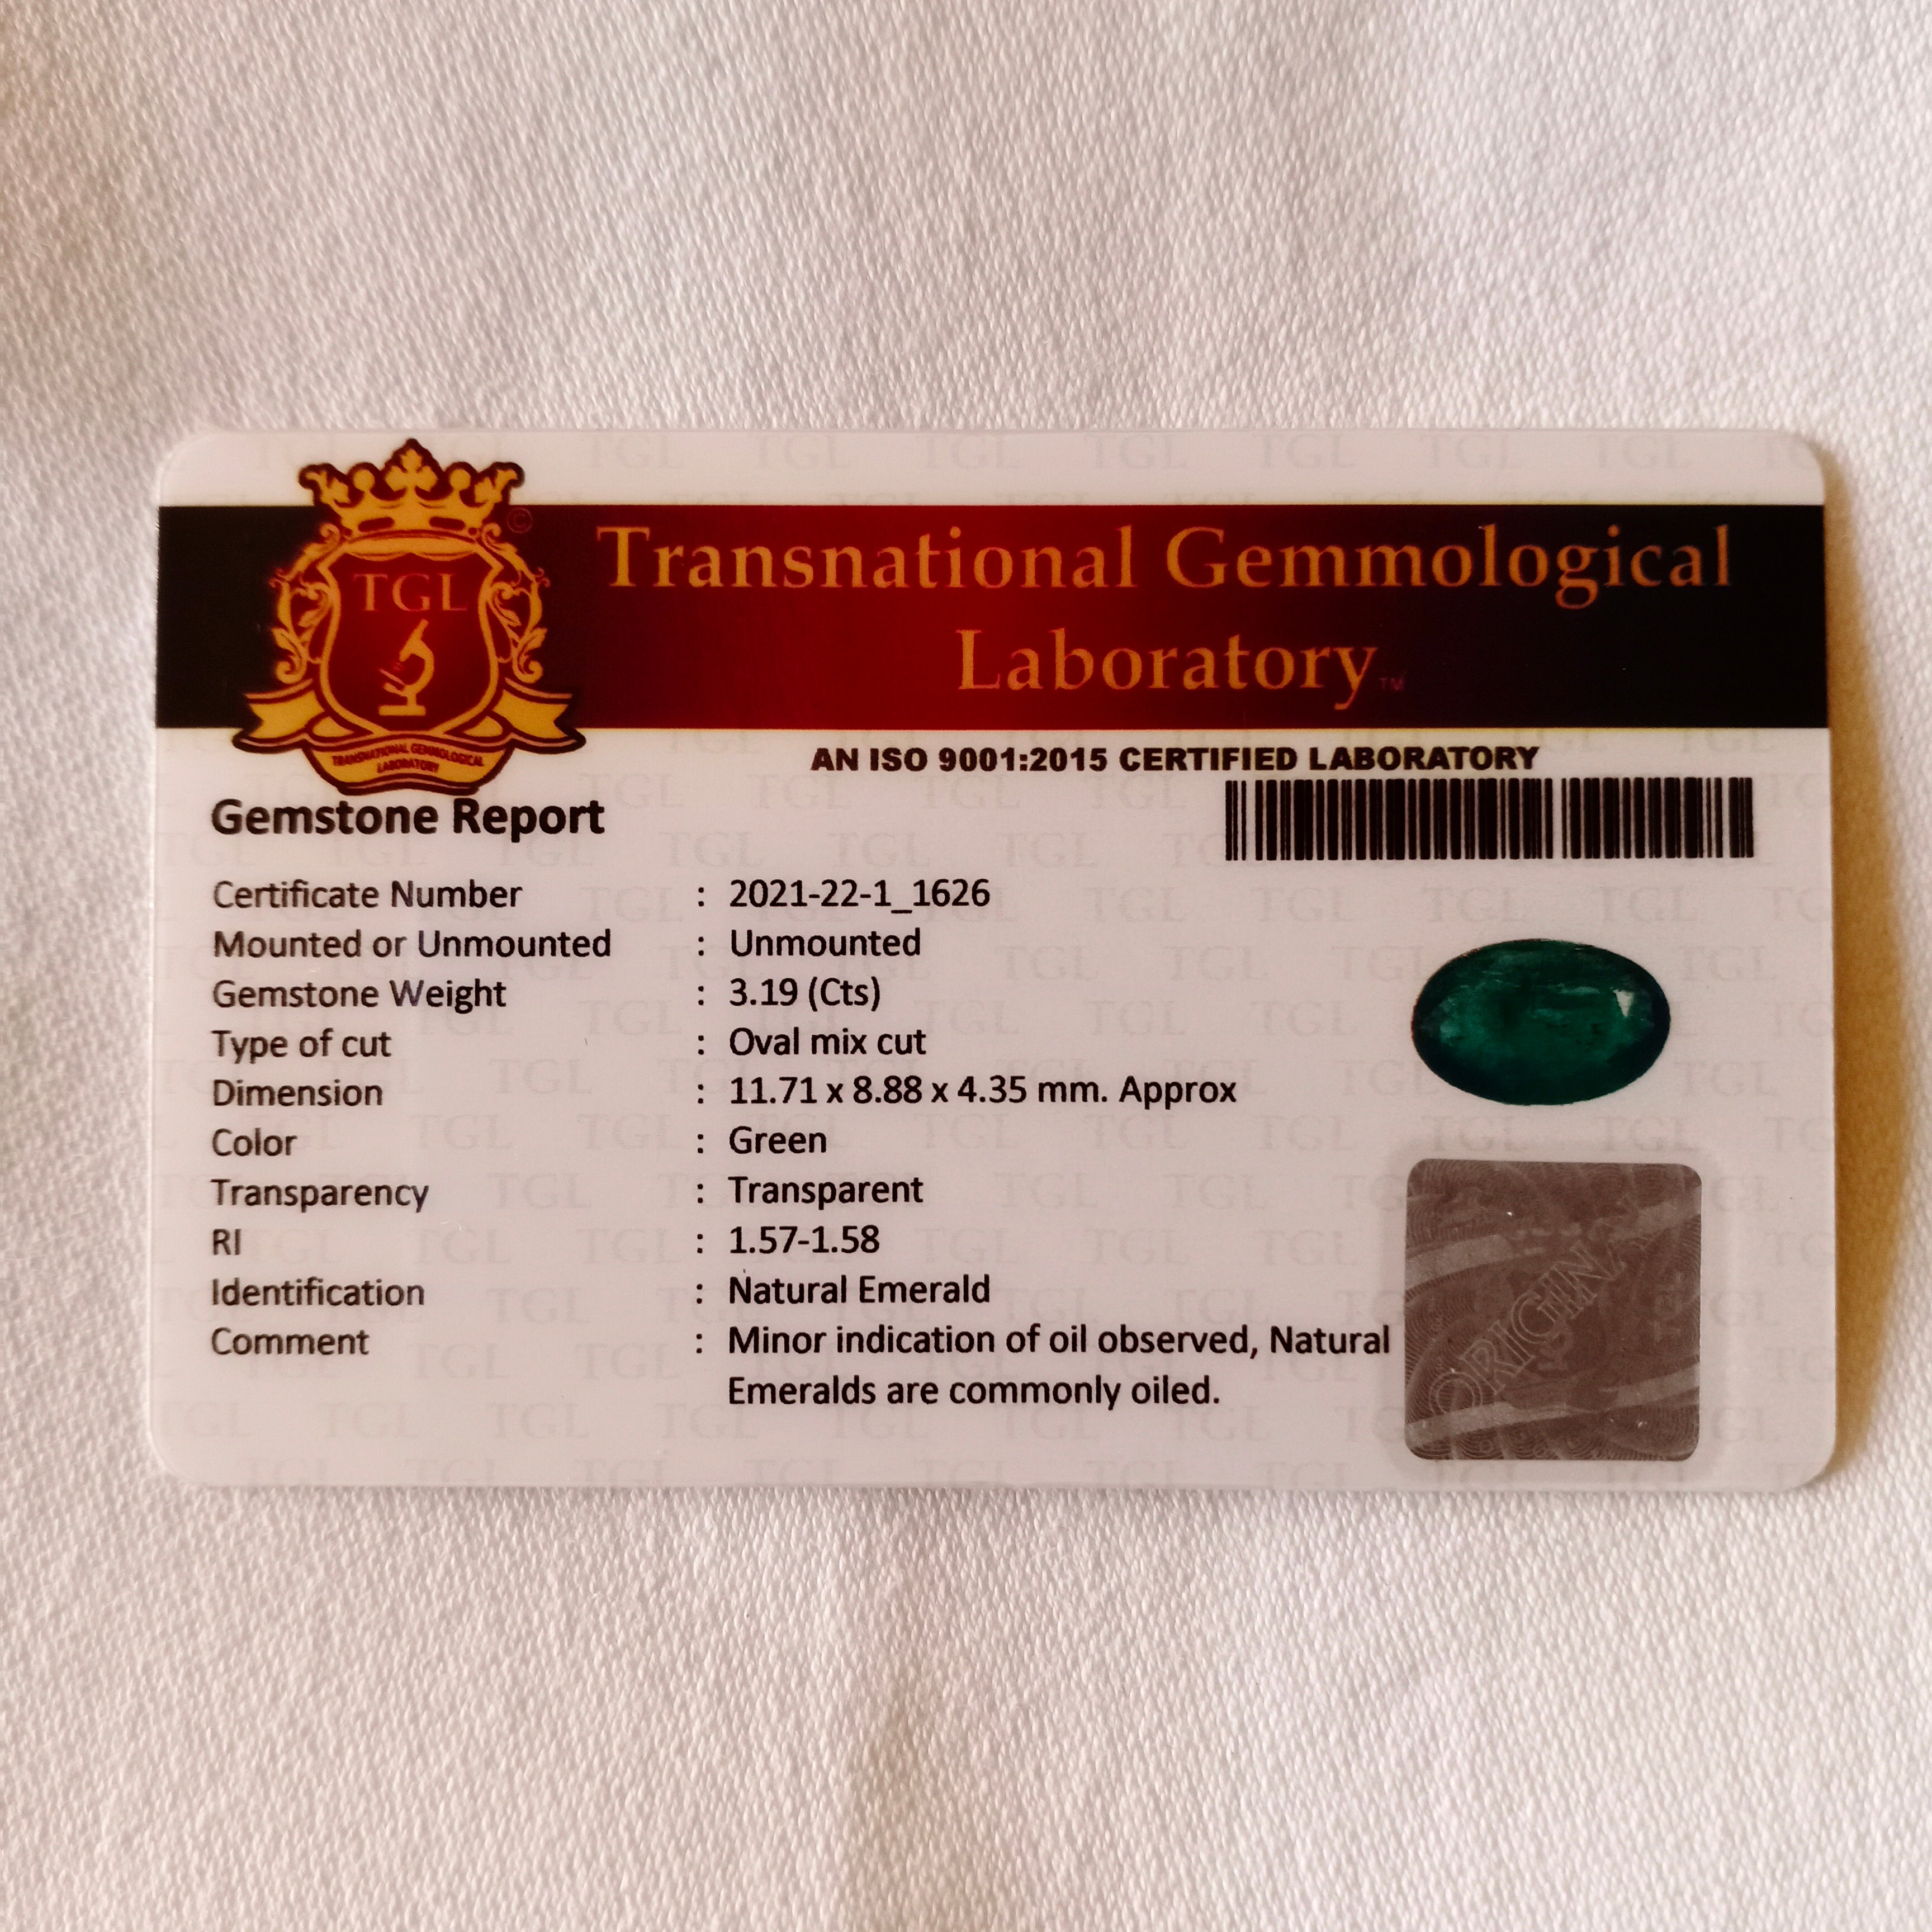 TGL
©
TRANSNATIONAL GEMMOLOGICAL
LABORATORY
Transnational Gemmological
Laboratory™
AN ISO 9001:2015 CERTIFIED LABORATORY
Gemstone Report
Certificate Number : 2021-22-1_1626
Mounted or Unmounted : Unmounted
Gemstone Weight : 3.19 (Cts)
Type of cut : Oval mix cut
Dimension : 11.71 x 8.88 x 4.35 mm. Approx
Color : Green
Transparency : Transparent
RI : 1.57-1.58
Identification : Natural Emerald
Comment : Minor indication of oil observed, Natural
Emeralds are commonly oiled.